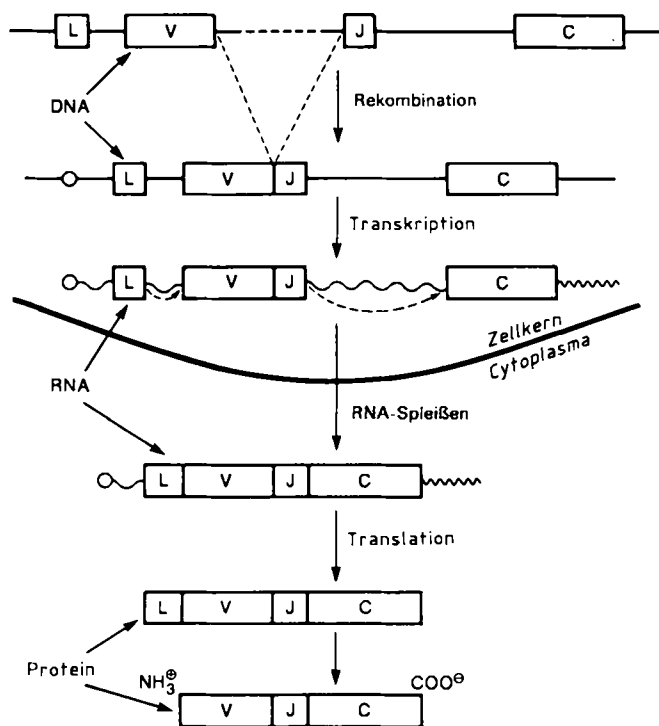 L V J C
DNA
Rekombination
L V J C
Transkription
L V J C
Zellkern
Cytoplasma
RNA
RNA-Spleißen
L V J C
Translation
L V J C
Protein
NH₃⊕ COO⊖
V J C